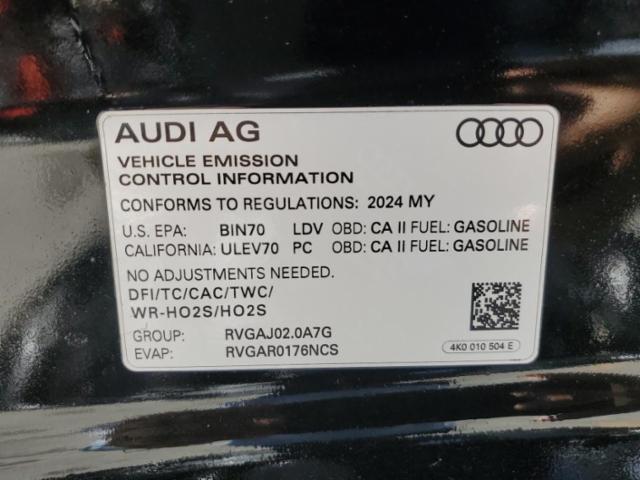 AUDI AG
VEHICLE EMISSION
CONTROL INFORMATION
CONFORMS TO REGULATIONS: 2024 MY
U.S. EPA: BIN70 LDV OBD: CA II FUEL: GASOLINE
CALIFORNIA: ULEV70 PC OBD: CA II FUEL: GASOLINE
NO ADJUSTMENTS NEEDED.
DFI/TC/CAC/TWC/
WR-HO2S/HO2S
GROUP: RVGAJ02.0A7G
EVAP: RVGAR0176NCS
4K0 010 504 E